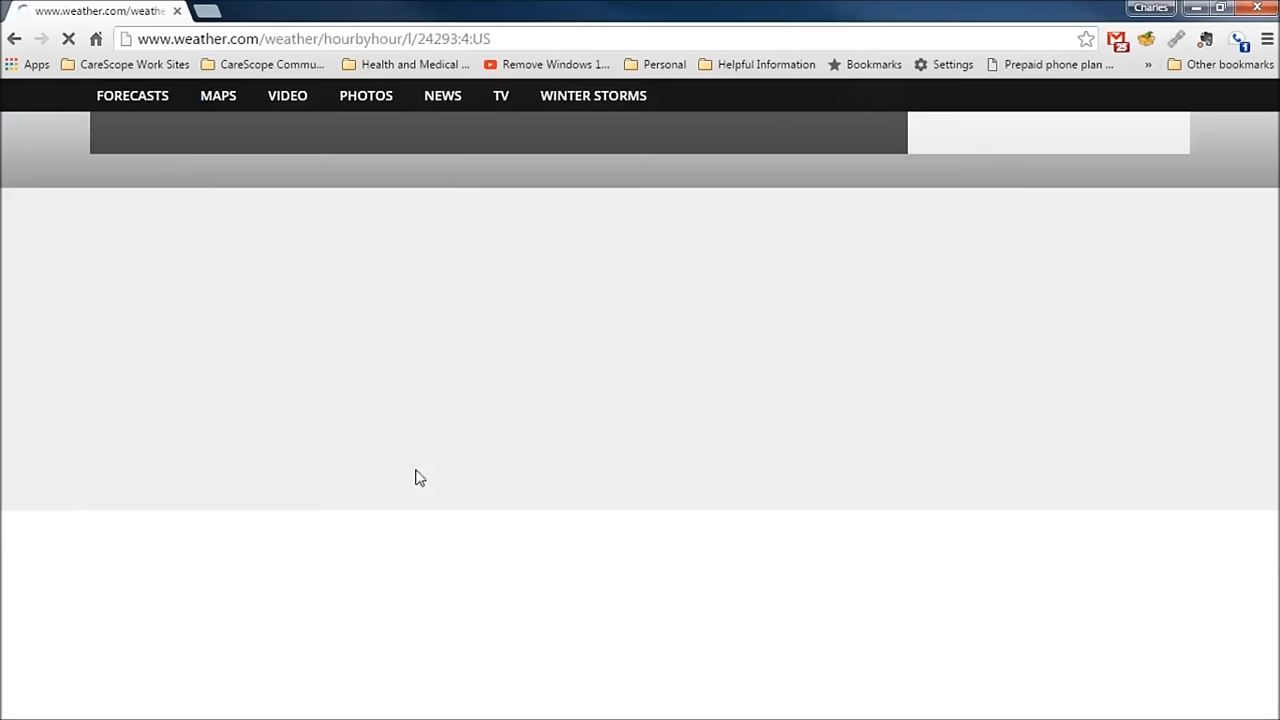 www.weather.com/weathe
Charles
www.weather.com/weather/hourbyhour/l/24293:4:US
25
1
Apps CareScope Work Sites CareScope Commu... Health and Medical ... Remove Windows 1... Personal Helpful Information Bookmarks Settings Prepaid phone plan ... » Other bookmarks
FORECASTS MAPS VIDEO PHOTOS NEWS TV WINTER STORMS